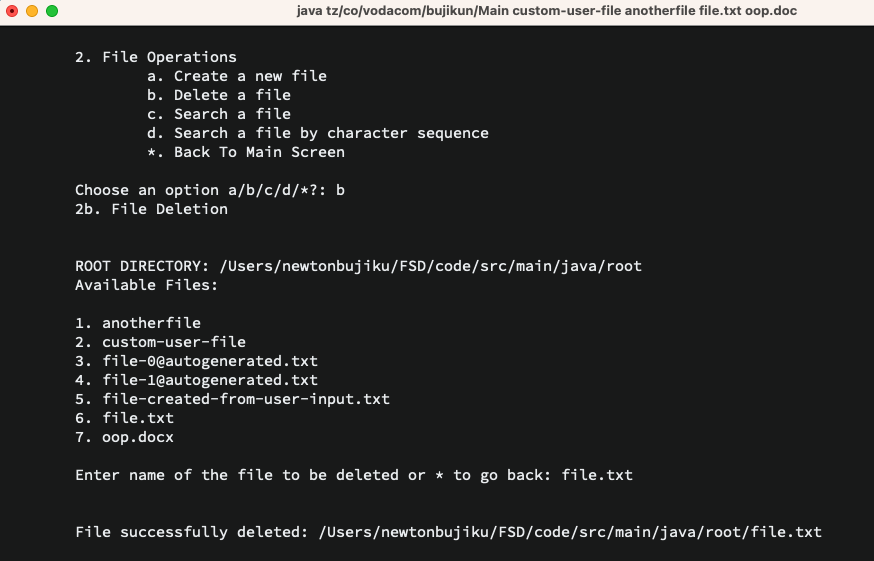 java tz/co/vodacom/bujikun/Main custom-user-file anotherfile file.txt oop.doc
2. File Operations
a. Create a new file
b. Delete a file
c. Search a file
d. Search a file by character sequence
*. Back To Main Screen
Choose an option a/b/c/d/*?: b
2b. File Deletion
ROOT DIRECTORY: /Users/newtonbujiku/FSD/code/src/main/java/root
Available Files:
1. anotherfile
2. custom-user-file
3. file-0@autogenerated.txt
4. file-1@autogenerated.txt
5. file-created-from-user-input.txt
6. file.txt
7. oop.docx
Enter name of the file to be deleted or * to go back: file.txt
File successfully deleted: /Users/newtonbujiku/FSD/code/src/main/java/root/file.txt